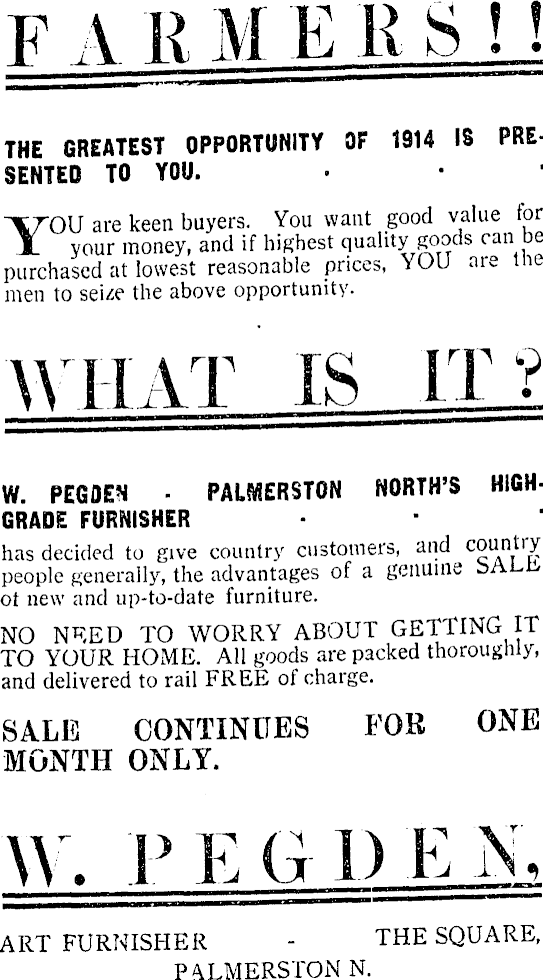 FARMERS!!
THE GREATEST OPPORTUNITY OF 1914 IS PRE-
SENTED TO YOU. . . .
YOU are keen buyers. You want good value for
your money, and if highest quality goods can be
purchased at lowest reasonable prices, YOU are the
men to seize the above opportunity.
WHAT IS IT?
W. PEGDEN - PALMERSTON NORTH'S HIGH-
GRADE FURNISHER . . .
has decided to give country customers, and country
people generally, the advantages of a genuine SALE
of new and up-to-date furniture.
NO NEED TO WORRY ABOUT GETTING IT
TO YOUR HOME. All goods are packed thoroughly,
and delivered to rail FREE of charge.
SALE CONTINUES FOR ONE
MONTH ONLY.
W. PEGDEN,
ART FURNISHER - THE SQUARE,
PALMERSTON N.